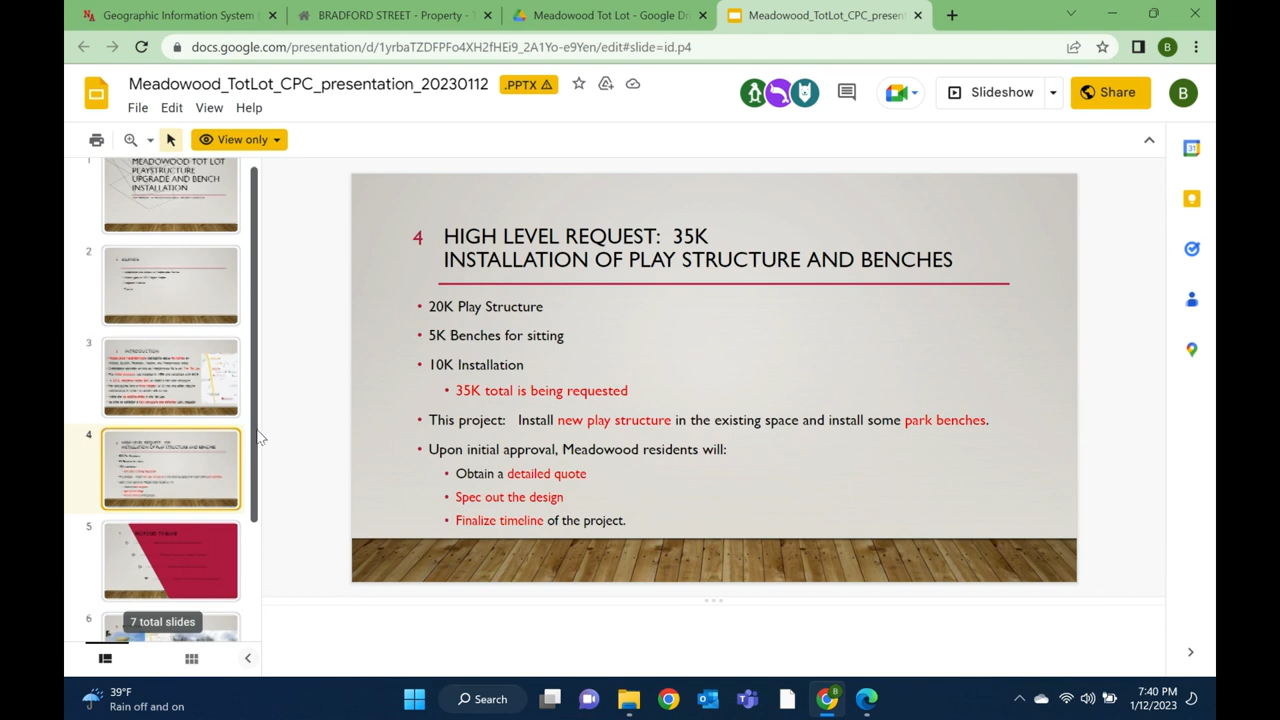 Geographic Information System
BRADFORD STREET - Property -
Meadowood Tot Lot - Google Dr
Meadowood_TotLot_CPC_present
docs.google.com/presentation/d/1yrbaTZDFPFo4XH2fHEi9_2A1Yo-e9Yen/edit#slide=id.p4
B
Meadowood_TotLot_CPC_presentation_20230112
.PPTX
File Edit View Help
Slideshow
Share
B
View only
1
MEADOWOOD TOT LOT
PLAYSTRUCTURE
UPGRADE AND BENCH
INSTALLATION
2
3
INTRODUCTION
4
5
6
7 total slides
4 HIGH LEVEL REQUEST: 35K
INSTALLATION OF PLAY STRUCTURE AND BENCHES
• 20K Play Structure
• 5K Benches for sitting
• 10K Installation
• 35K total is being requested
• This project: Install new play structure in the existing space and install some park benches.
• Upon initial approval, Meadowood residents will:
• Obtain a detailed quote
• Spec out the design
• Finalize timeline of the project.
31
39°F
Rain off and on
Search
7:40 PM
1/12/2023